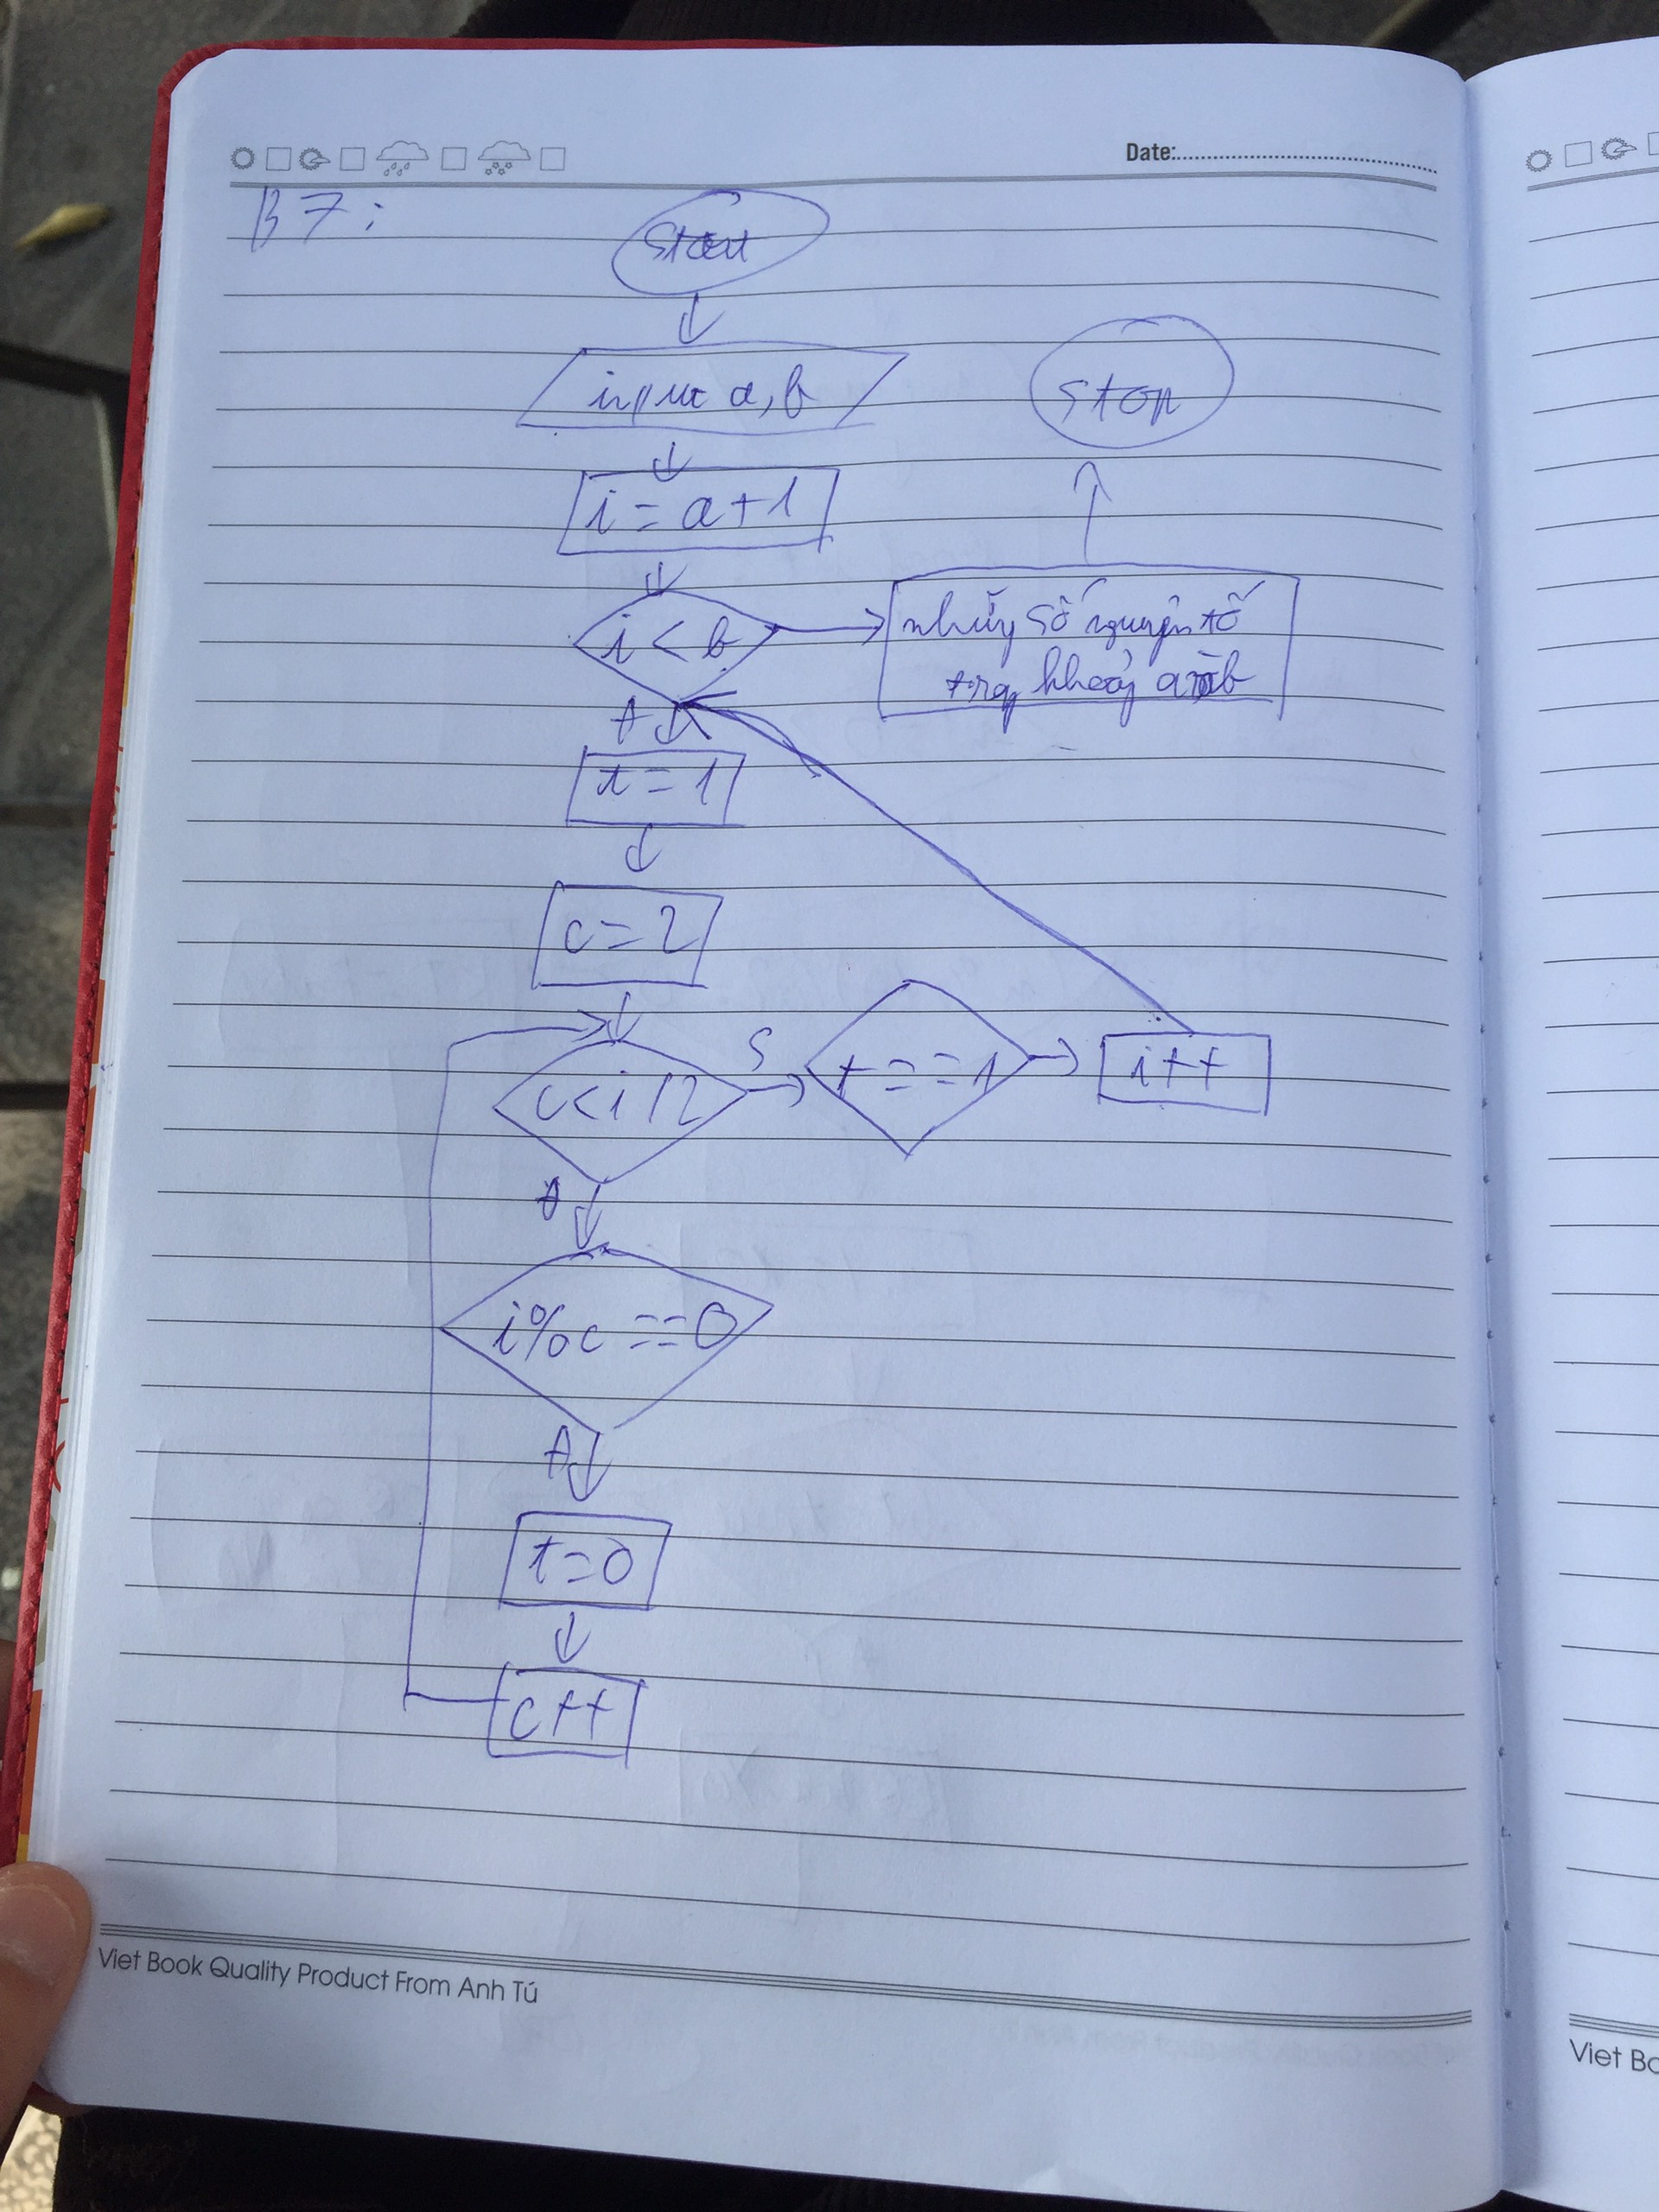 Date:
B7:
Start
input a, b
stop
i = a+1
i < b
những số nguyên tố
trong khoảng a và b
Đ
t = 1
c = 2
c < i / 2
S
t == 1
i++
Đ
i % c == 0
Đ
t = 0
c++
Viet Book Quality Product From Anh Tú
Viet Bo